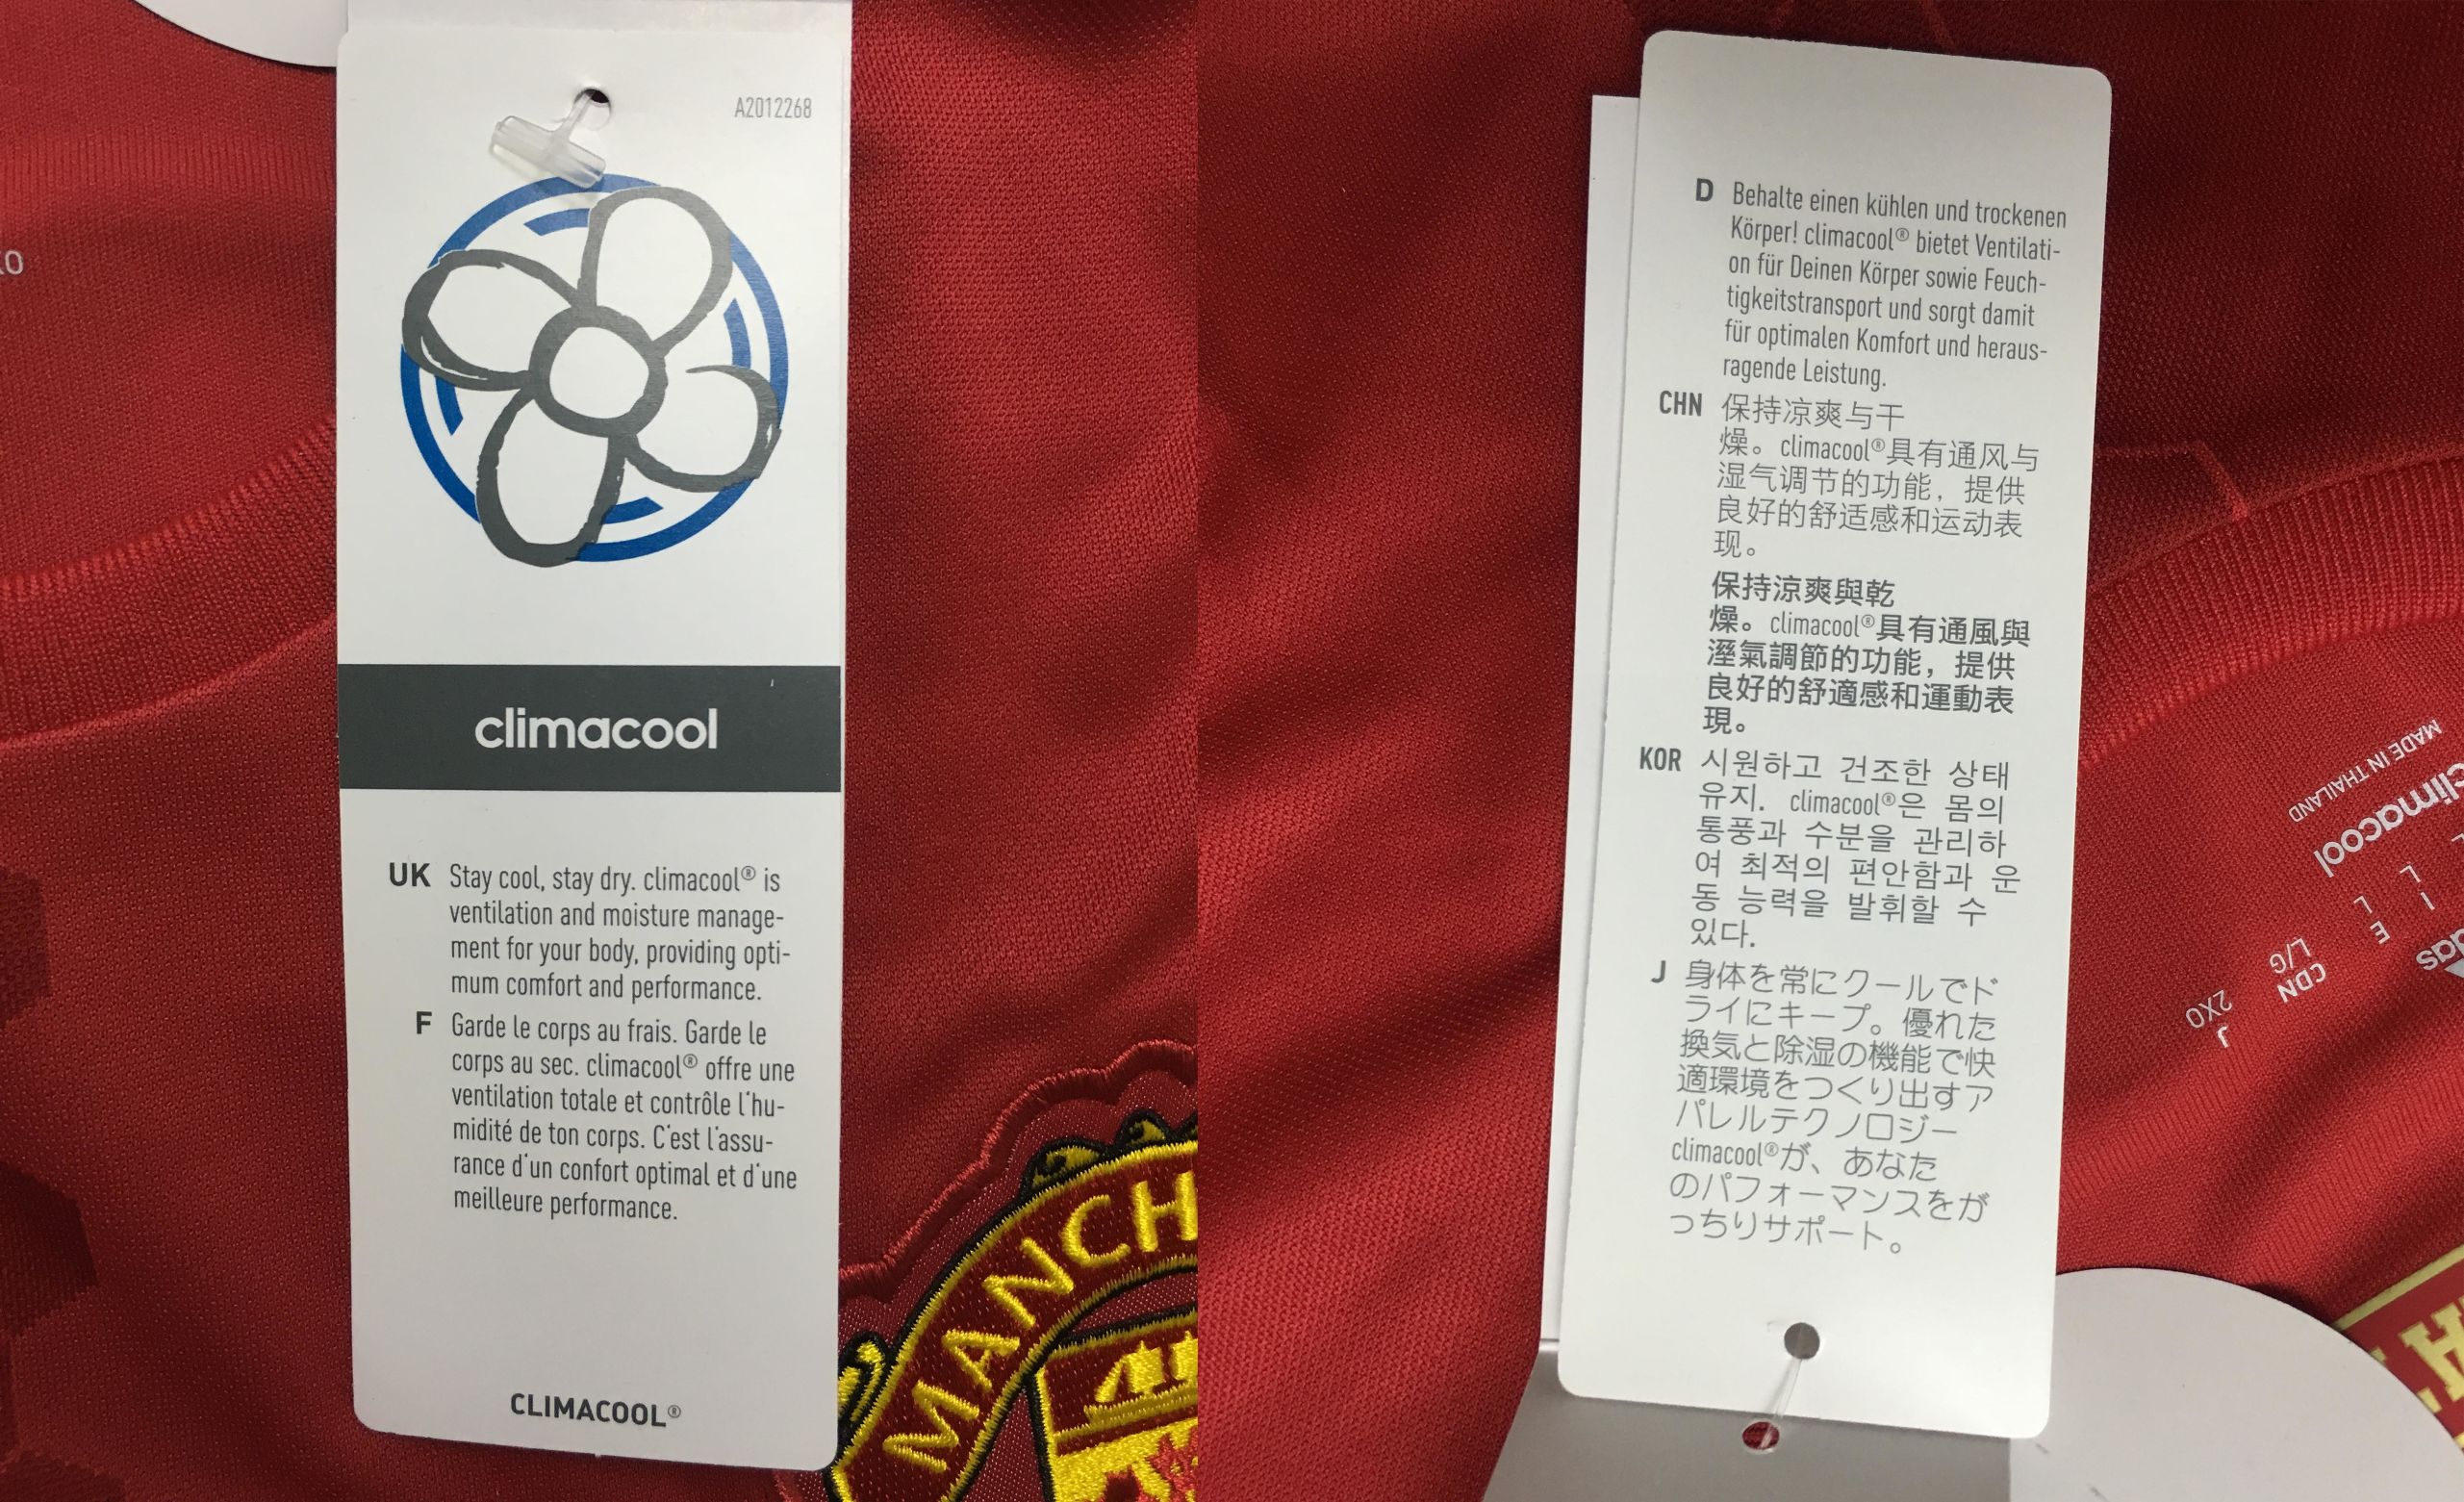 A2012268
climacool
UK Stay cool, stay dry. climacool® is
ventilation and moisture manage-
ment for your body, providing opti-
mum comfort and performance.
F Garde le corps au frais. Garde le
corps au sec. climacool® offre une
ventilation totale et contrôle l'hu-
midité de ton corps. C'est l'assu-
rance d'un confort optimal et d'une
meilleure performance.
CLIMACOOL®
MANCH
D Behalte einen kühlen und trockenen
Körper! climacool® bietet Ventilati-
on für Deinen Körper sowie Feuch-
tigkeitstransport und sorgt damit
für optimalen Komfort und heraus-
ragende Leistung.
CHN 保持凉爽与干
燥。climacool®具有通风与
湿气调节的功能，提供
良好的舒适感和运动表
现。
保持涼爽與乾
燥。climacool®具有通風與
溼氣調節的功能，提供
良好的舒適感和運動表
現。
KOR 시원하고 건조한 상태
유지. climacool®은 몸의
통풍과 수분을 관리하
여 최적의 편안함과 운
동 능력을 발휘할 수
있다.
J 身体を常にクールでド
ライにキープ。優れた
換気と除湿の機能で快
適環境をつくり出すア
パレルテクノロジー
climacool®が、あなた
のパフォーマンスをが
っちりサポート。
MADE IN THAILAND
climacool
L L
E I
CDN
L/G
J
2XO